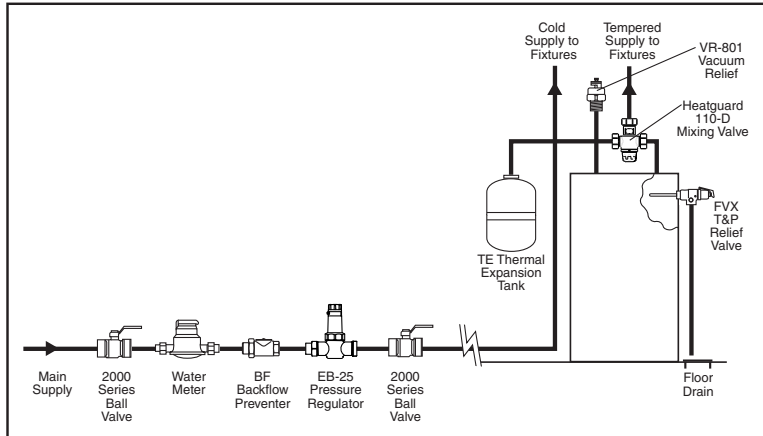 Cold
Supply to
Fixtures
Tempered
Supply to
Fixtures
VR-801
Vacuum
Relief
Heatguard
110-D
Mixing Valve
FVX
T&P
Relief
Valve
TE Thermal
Expansion
Tank
Main
Supply
2000
Series
Ball
Valve
Water
Meter
BF
Backflow
Preventer
EB-25
Pressure
Regulator
2000
Series
Ball
Valve
Floor
Drain